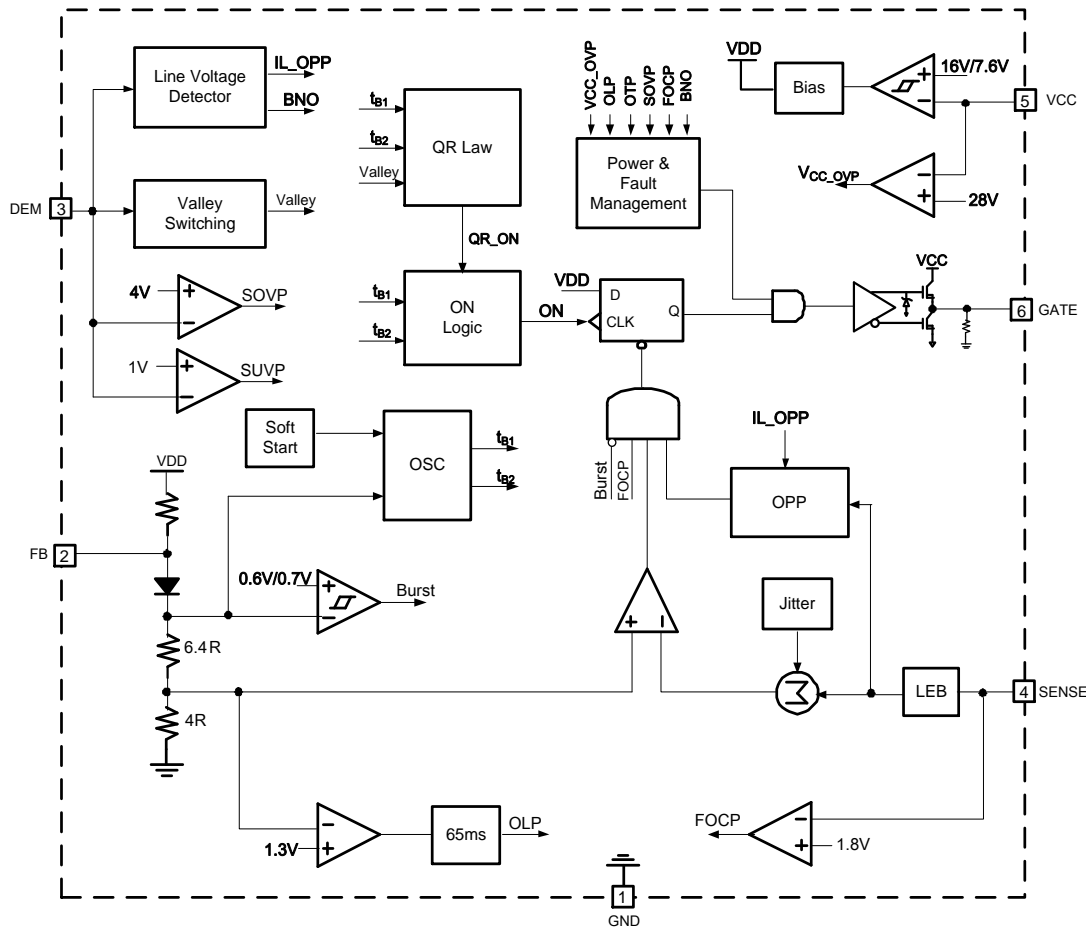 Line Voltage
Detector
IL_OPP
BNO
Valley
Switching
Valley
DEM
3
4V
+
−
SOVP
1V
+
−
SUVP
tB1
tB2
Valley
QR Law
QR_ON
tB1
tB2
ON
Logic
ON
VCC_OVP
OLP
OTP
SOVP
FOCP
BNO
Power &
Fault
Management
VDD
Bias
+
−
16V/7.6V
5
VCC
VCC_OVP
−
+
28V
VDD
D
CLK
Q
VCC
6
GATE
Soft
Start
OSC
tB1
tB2
Burst
FOCP
IL_OPP
OPP
VDD
FB
2
0.6V/0.7V
+
−
Burst
6.4R
4R
+
−
Jitter
Σ
LEB
4
SENSE
−
+
1.3V
65ms
OLP
FOCP
−
+
1.8V
1
GND